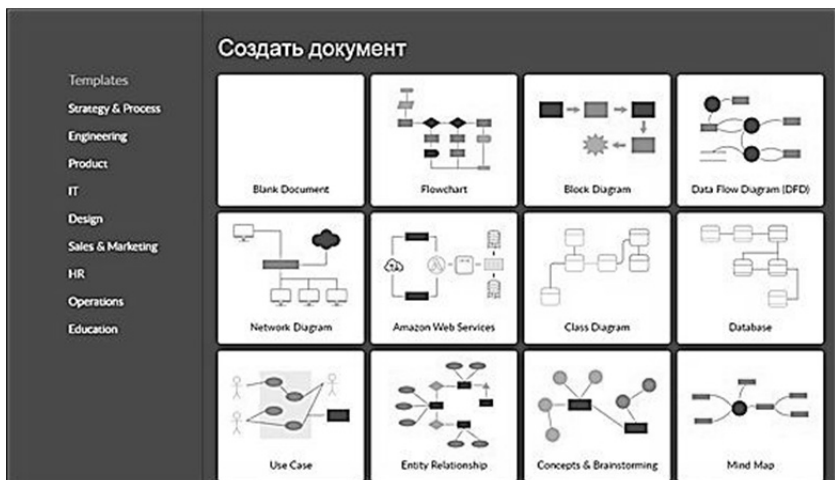 Создать документ
Templates
Strategy & Process
Engineering
Product
IT
Design
Sales & Marketing
HR
Operations
Education
Blank Document
Flowchart
Block Diagram
Data Flow Diagram (DFD)
Network Diagram
Amazon Web Services
Class Diagram
Database
Use Case
Entity Relationship
Concepts & Brainstorming
Mind Map